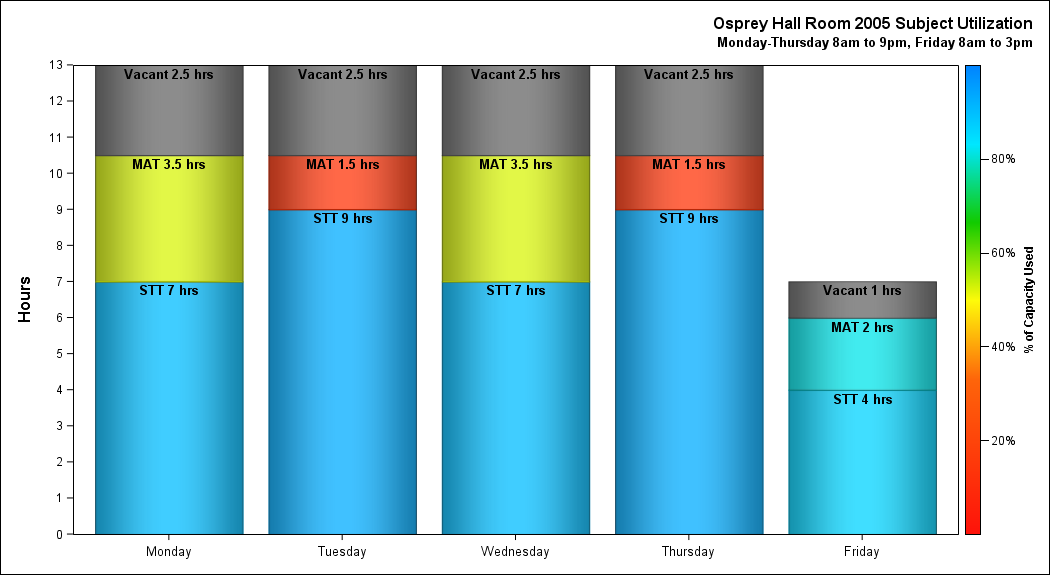 Osprey Hall Room 2005 Subject Utilization
Monday-Thursday 8am to 9pm, Friday 8am to 3pm
Hours
13
12
11
10
9
8
7
6
5
4
3
2
1
0
Vacant 2.5 hrs
MAT 3.5 hrs
STT 7 hrs
Vacant 2.5 hrs
MAT 1.5 hrs
STT 9 hrs
Vacant 2.5 hrs
MAT 3.5 hrs
STT 7 hrs
Vacant 2.5 hrs
MAT 1.5 hrs
STT 9 hrs
Vacant 1 hrs
MAT 2 hrs
STT 4 hrs
Monday
Tuesday
Wednesday
Thursday
Friday
80%
60%
40%
20%
% of Capacity Used